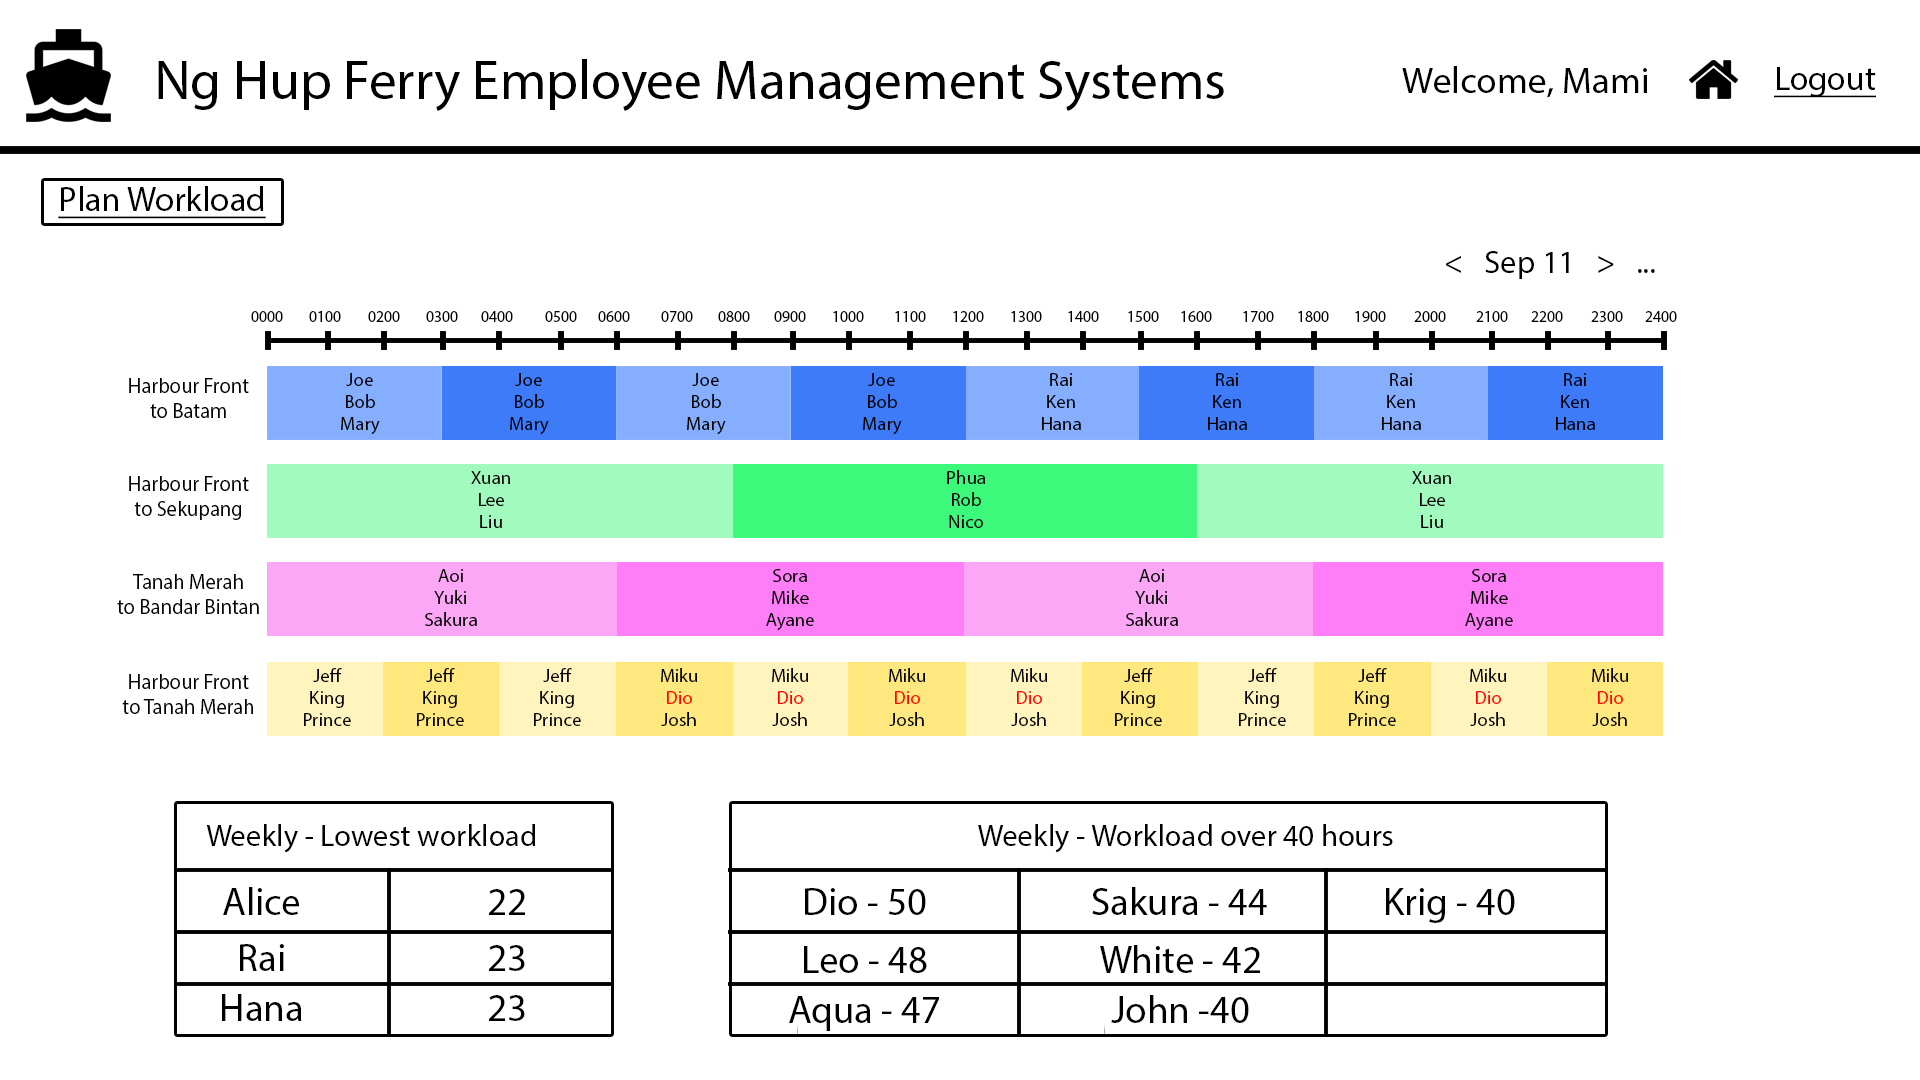 Ng Hup Ferry Employee Management Systems
Welcome, Mami
Logout
Plan Workload
< Sep 11 > ...
0000 0100 0200 0300 0400 0500 0600 0700 0800 0900 1000 1100 1200 1300 1400 1500 1600 1700 1800 1900 2000 2100 2200 2300 2400
Harbour Front
to Batam
Joe Joe Joe Joe Rai Rai Rai Rai
Bob Bob Bob Bob Ken Ken Ken Ken
Mary Mary Mary Mary Hana Hana Hana Hana
Harbour Front
to Sekupang
Xuan Phua Xuan
Lee Rob Lee
Liu Nico Liu
Tanah Merah
to Bandar Bintan
Aoi Sora Aoi Sora
Yuki Mike Yuki Mike
Sakura Ayane Sakura Ayane
Harbour Front
to Tanah Merah
Jeff Jeff Jeff Miku Miku Miku Miku Jeff Jeff Jeff Miku Miku
King King King Dio Dio Dio Dio King King King Dio Dio
Prince Prince Prince Josh Josh Josh Josh Prince Prince Prince Josh Josh
Weekly - Lowest workload
Alice 22
Rai 23
Hana 23
Weekly - Workload over 40 hours
Dio - 50 Sakura - 44 Krig - 40
Leo - 48 White - 42
Aqua - 47 John -40